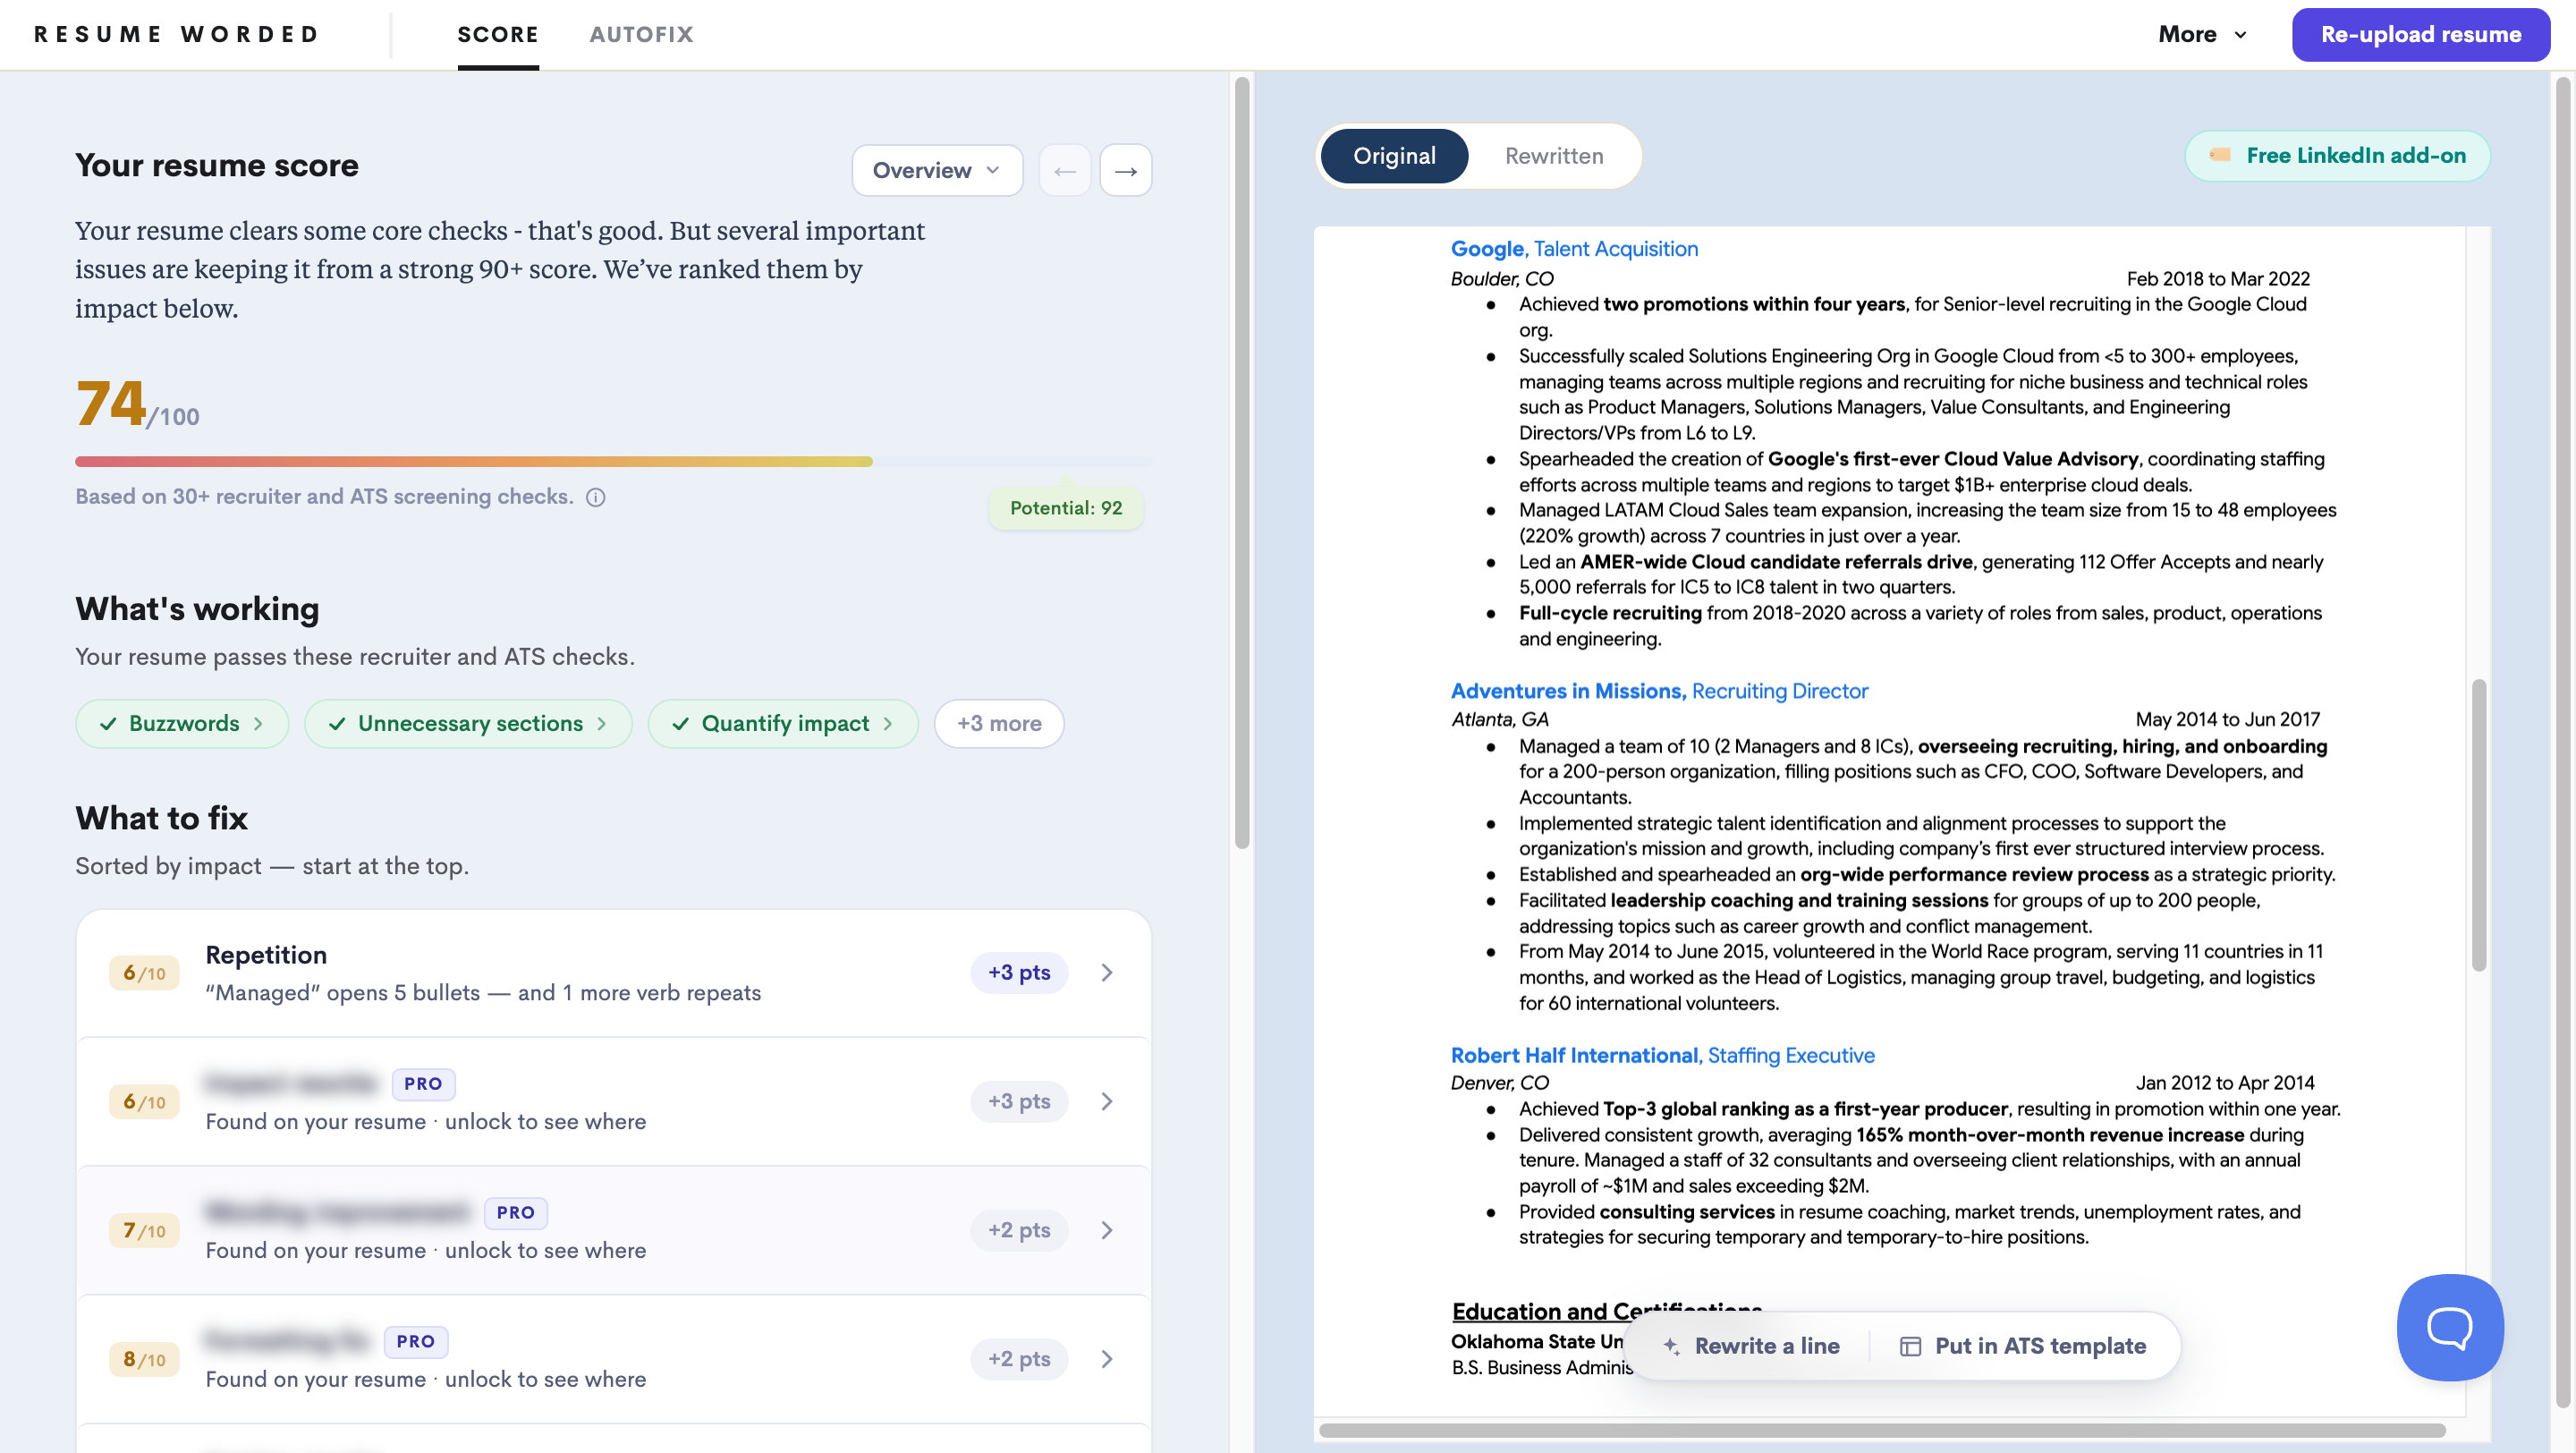 RESUME WORDED
SCORE
AUTOFIX
More
Re-upload resume
Your resume score
Overview
Your resume clears some core checks - that's good. But several important
issues are keeping it from a strong 90+ score. We’ve ranked them by
impact below.
74/100
Based on 30+ recruiter and ATS screening checks.
Potential: 92
What's working
Your resume passes these recruiter and ATS checks.
Buzzwords
Unnecessary sections
Quantify impact
+3 more
What to fix
Sorted by impact — start at the top.
6/10
Repetition
“Managed” opens 5 bullets — and 1 more verb repeats
+3 pts
6/10
PRO
Found on your resume · unlock to see where
+3 pts
7/10
PRO
Found on your resume · unlock to see where
+2 pts
8/10
PRO
Found on your resume · unlock to see where
+2 pts
Original
Rewritten
Free LinkedIn add-on
Google, Talent Acquisition
Boulder, CO Feb 2018 to Mar 2022
● Achieved two promotions within four years, for Senior-level recruiting in the Google Cloud
org.
● Successfully scaled Solutions Engineering Org in Google Cloud from <5 to 300+ employees,
managing teams across multiple regions and recruiting for niche business and technical roles
such as Product Managers, Solutions Managers, Value Consultants, and Engineering
Directors/VPs from L6 to L9.
● Spearheaded the creation of Google's first-ever Cloud Value Advisory, coordinating staffing
efforts across multiple teams and regions to target $1B+ enterprise cloud deals.
● Managed LATAM Cloud Sales team expansion, increasing the team size from 15 to 48 employees
(220% growth) across 7 countries in just over a year.
● Led an AMER-wide Cloud candidate referrals drive, generating 112 Offer Accepts and nearly
5,000 referrals for IC5 to IC8 talent in two quarters.
● Full-cycle recruiting from 2018-2020 across a variety of roles from sales, product, operations
and engineering.
Adventures in Missions, Recruiting Director
Atlanta, GA May 2014 to Jun 2017
● Managed a team of 10 (2 Managers and 8 ICs), overseeing recruiting, hiring, and onboarding
for a 200-person organization, filling positions such as CFO, COO, Software Developers, and
Accountants.
● Implemented strategic talent identification and alignment processes to support the
organization's mission and growth, including company’s first ever structured interview process.
● Established and spearheaded an org-wide performance review process as a strategic priority.
● Facilitated leadership coaching and training sessions for groups of up to 200 people,
addressing topics such as career growth and conflict management.
● From May 2014 to June 2015, volunteered in the World Race program, serving 11 countries in 11
months, and worked as the Head of Logistics, managing group travel, budgeting, and logistics
for 60 international volunteers.
Robert Half International, Staffing Executive
Denver, CO Jan 2012 to Apr 2014
● Achieved Top-3 global ranking as a first-year producer, resulting in promotion within one year.
● Delivered consistent growth, averaging 165% month-over-month revenue increase during
tenure. Managed a staff of 32 consultants and overseeing client relationships, with an annual
payroll of ~$1M and sales exceeding $2M.
● Provided consulting services in resume coaching, market trends, unemployment rates, and
strategies for securing temporary and temporary-to-hire positions.
Education and Certifications
Oklahoma State Un
B.S. Business Adminis
Rewrite a line
Put in ATS template